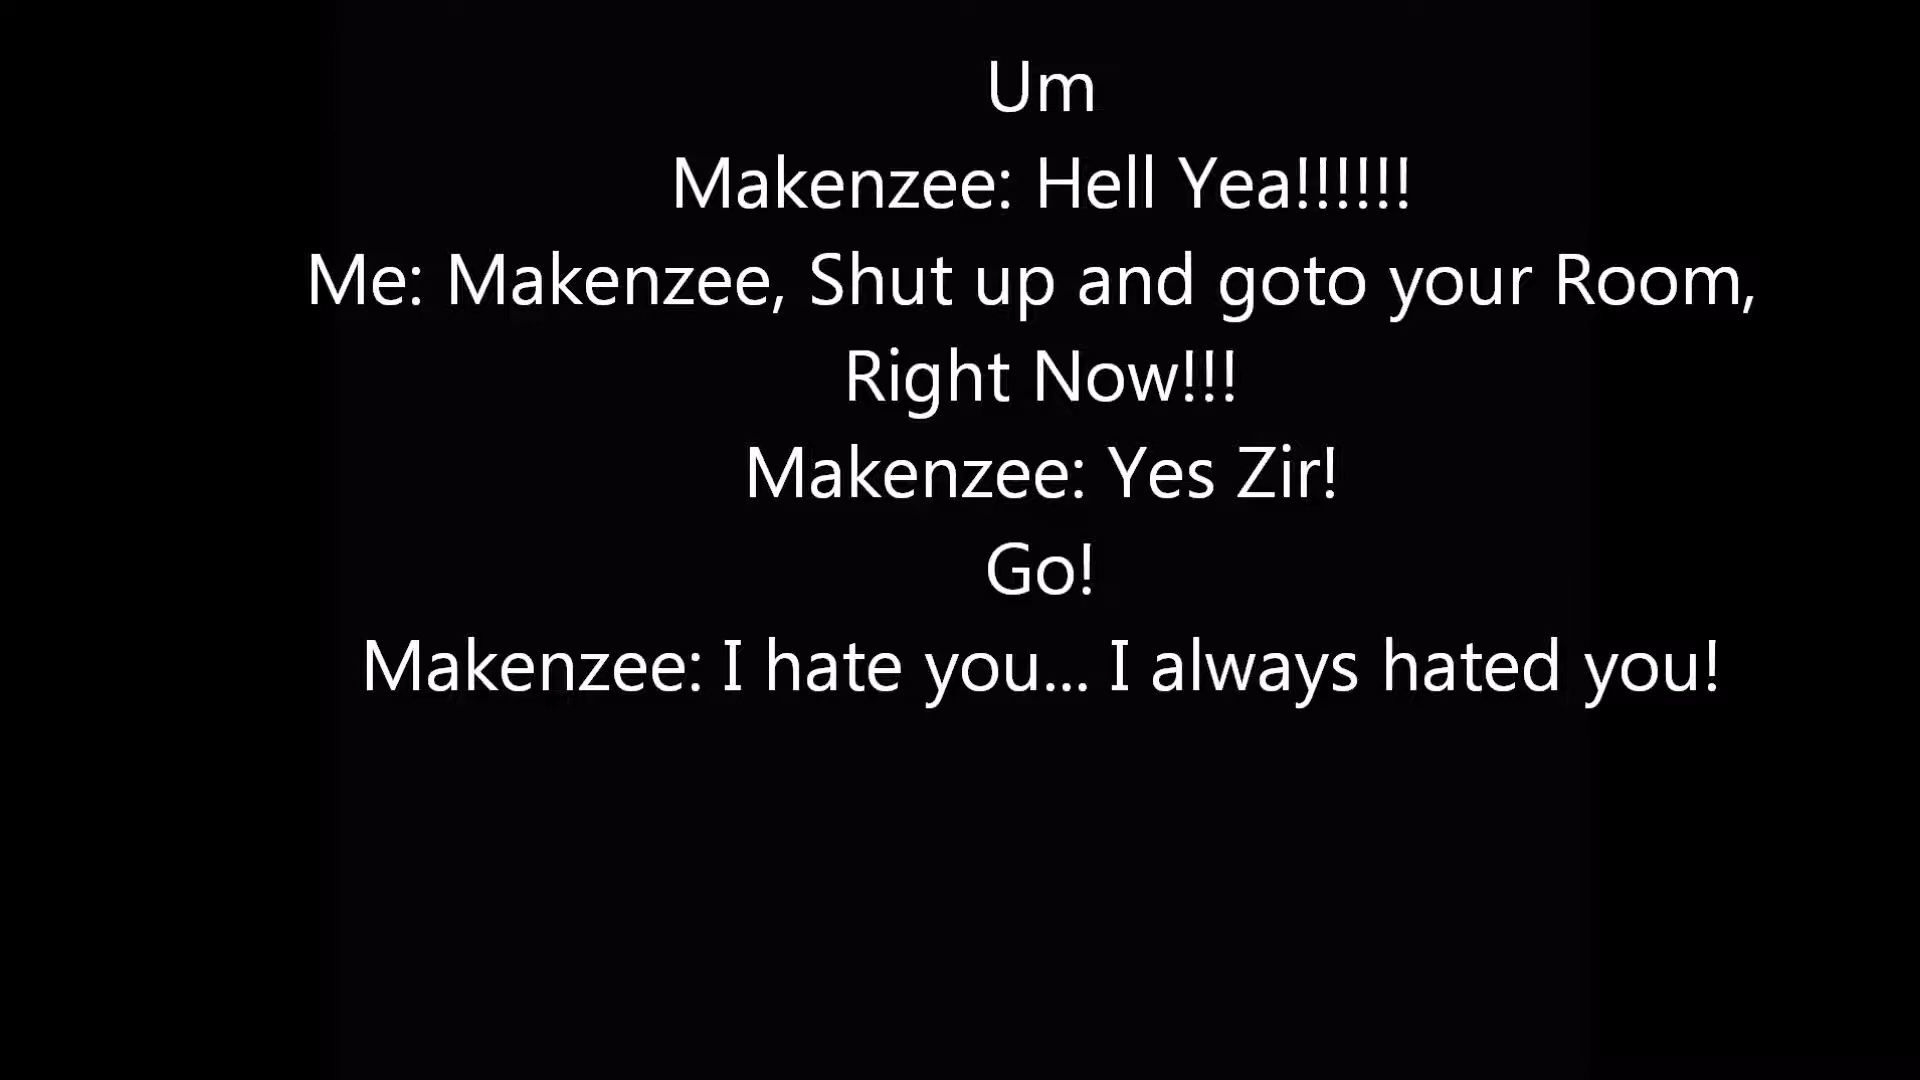 Um
Makenzee: Hell Yea!!!!!!
Me: Makenzee, Shut up and goto your Room,
Right Now!!!
Makenzee: Yes Zir!
Go!
Makenzee: I hate you... I always hated you!